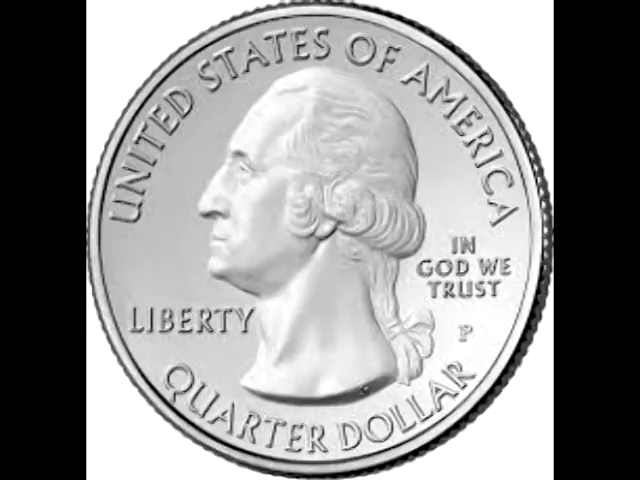 UNITED STATES OF AMERICA
LIBERTY
IN
GOD WE
TRUST
P
QUARTER DOLLAR